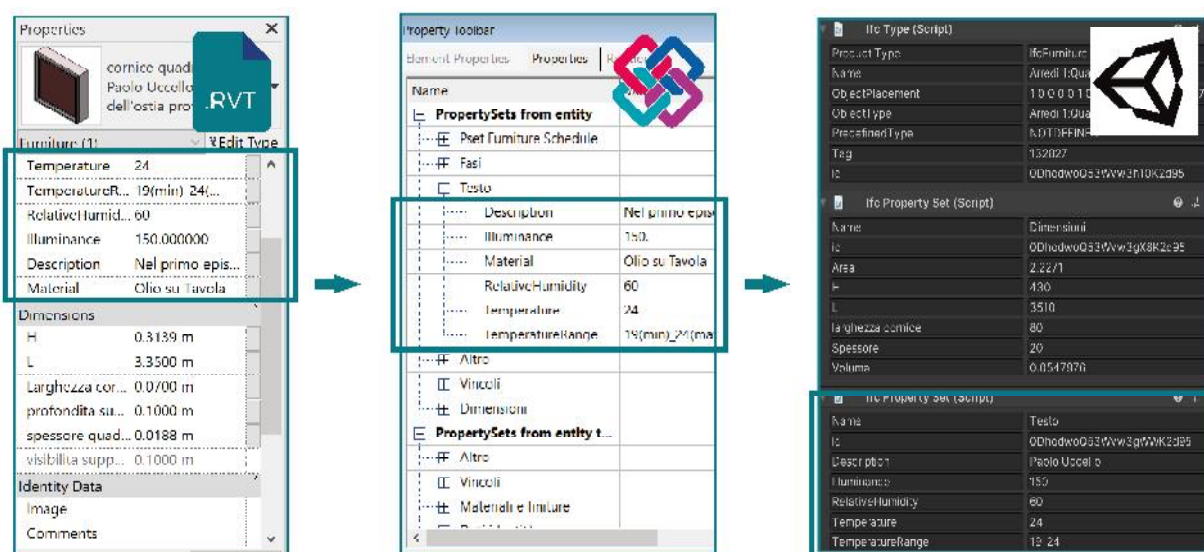 Properties
cornice quad
Paolo Uccello
dell'ostia pro
.RVT
Furniture (1)
Edit Type
Temperature 24
TemperatureR... 19(min)-24(...
RelativeHumid... 60
Illuminance 150.000000
Description Nel primo epis...
Material Olio su Tavola
Dimensions
H 0.3139 m
L 3.3500 m
Larghezza cor... 0.0700 m
profondita su... 0.1000 m
spessore quad... 0.0188 m
visibilita supp... 0.1000 m
Identity Data
Image
Comments
Property Toolbar
Element Properties Properties
Name
PropertySets from entity
Pset Furniture Schedule
Fasi
Testo
Description Nel primo epis
Illuminance 150.
Material Olio su Tavola
RelativeHumidity 60
Temperature 24
TemperatureRange 19(min)_24(ma
Altro
Vincoli
Dimensioni
PropertySets from entity t...
Altro
Vincoli
Materiali e finiture
Ifc Type (Script)
Product Type IfcFurniture
Name Arredi 1:Qua
ObjectPlacement
ObjectType Arredi 1:Qua
PredefinedType NOTDEFINE
Tag 132827
id
Ifc Property Set (Script)
Name Dimensioni
id
Area 2.2271
H 430
L 3510
larghezza cornice 80
Spessore 20
Volume 0.0547976
Ifc Property Set (Script)
Name Testo
id
Description Paolo Uccello
Illuminance 150
RelativeHumidity 60
Temperature 24
TemperatureRange 19-24